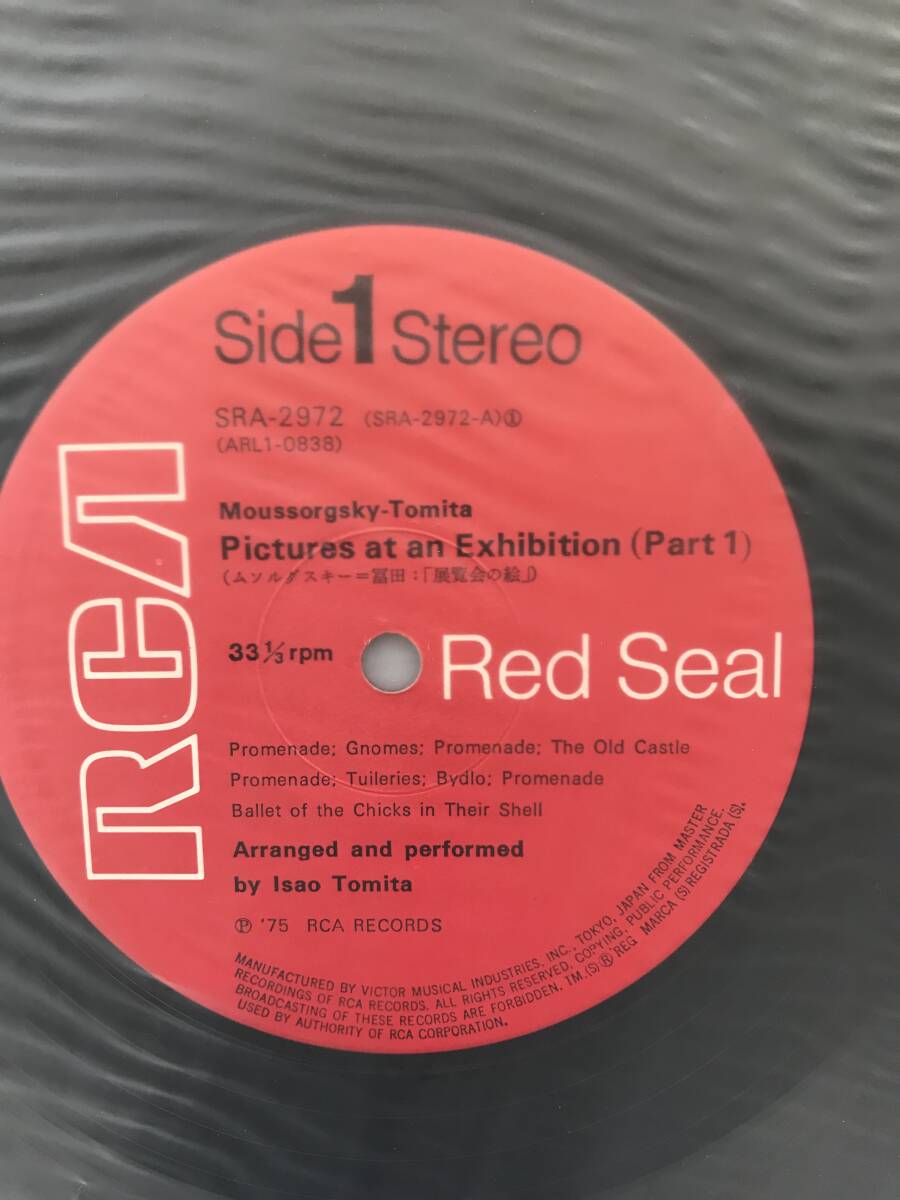 Side 1 Stereo
SRA-2972 (SRA-2972-A)①
(ARL1-0838)
RCA
Moussorgsky-Tomita
Pictures at an Exhibition (Part 1)
(ムソルグスキー=冨田:「展覧会の絵」)
33⅓ rpm
Red Seal
Promenade; Gnomes; Promenade; The Old Castle
Promenade; Tuileries; Bydlo; Promenade
Ballet of the Chicks in Their Shell
Arranged and performed
by Isao Tomita
Ⓟ '75 RCA RECORDS
MANUFACTURED BY VICTOR MUSICAL INDUSTRIES, INC., TOKYO, JAPAN FROM MASTER
RECORDINGS OF RCA RECORDS. ALL RIGHTS RESERVED. COPYING, PUBLIC PERFORMANCE,
BROADCASTING OF THESE RECORDS ARE FORBIDDEN. TM.(S)® REG MARCA (S) REGISTRADA (S).
USED BY AUTHORITY OF RCA CORPORATION.